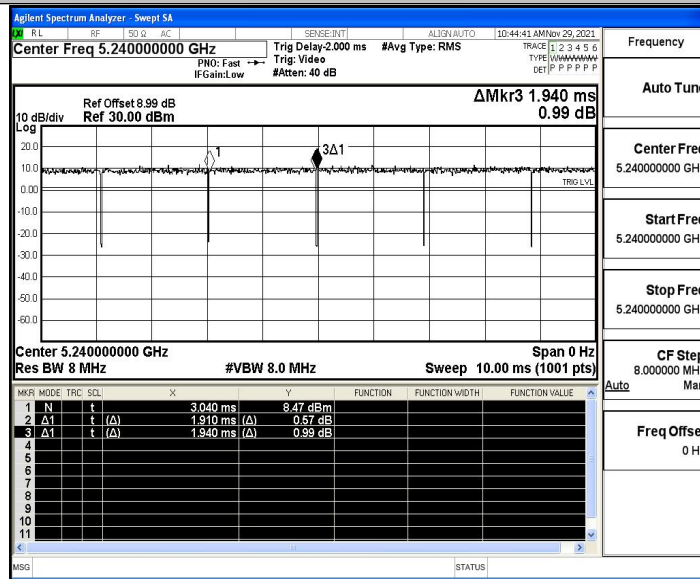 Agilent Spectrum Analyzer - Swept SA
RL RF 50 Ω AC SENSE:INT ALIGN AUTO 10:44:41 AM Nov 29, 2021
Center Freq 5.240000000 GHz
PNO: Fast
IFGain:Low
Trig Delay-2.000 ms
Trig: Video
#Atten: 40 dB
#Avg Type: RMS
TRACE 1 2 3 4 5 6
TYPE WWWWWW
DET P P P P P P
ΔMkr3 1.940 ms
0.99 dB
Ref Offset 8.99 dB
10 dB/div Ref 30.00 dBm
Log
20.0
10.0
0.00
-10.0
-20.0
-30.0
-40.0
-50.0
-60.0
1
3Δ1
TRIG LVL
Center 5.240000000 GHz Span 0 Hz
Res BW 8 MHz #VBW 8.0 MHz Sweep 10.00 ms (1001 pts)
MKR MODE TRC SCL X Y FUNCTION FUNCTION WIDTH FUNCTION VALUE
1 N t 3.040 ms 8.47 dBm
2 Δ1 t (Δ) 1.910 ms (Δ) 0.57 dB
3 Δ1 t (Δ) 1.940 ms (Δ) 0.99 dB
4
5
6
7
8
9
10
11
MSG STATUS
Frequency
Auto Tune
Center Freq
5.240000000 GH
Start Freq
5.240000000 GH
Stop Freq
5.240000000 GH
CF Step
8.000000 MH
Auto Man
Freq Offse
0 H